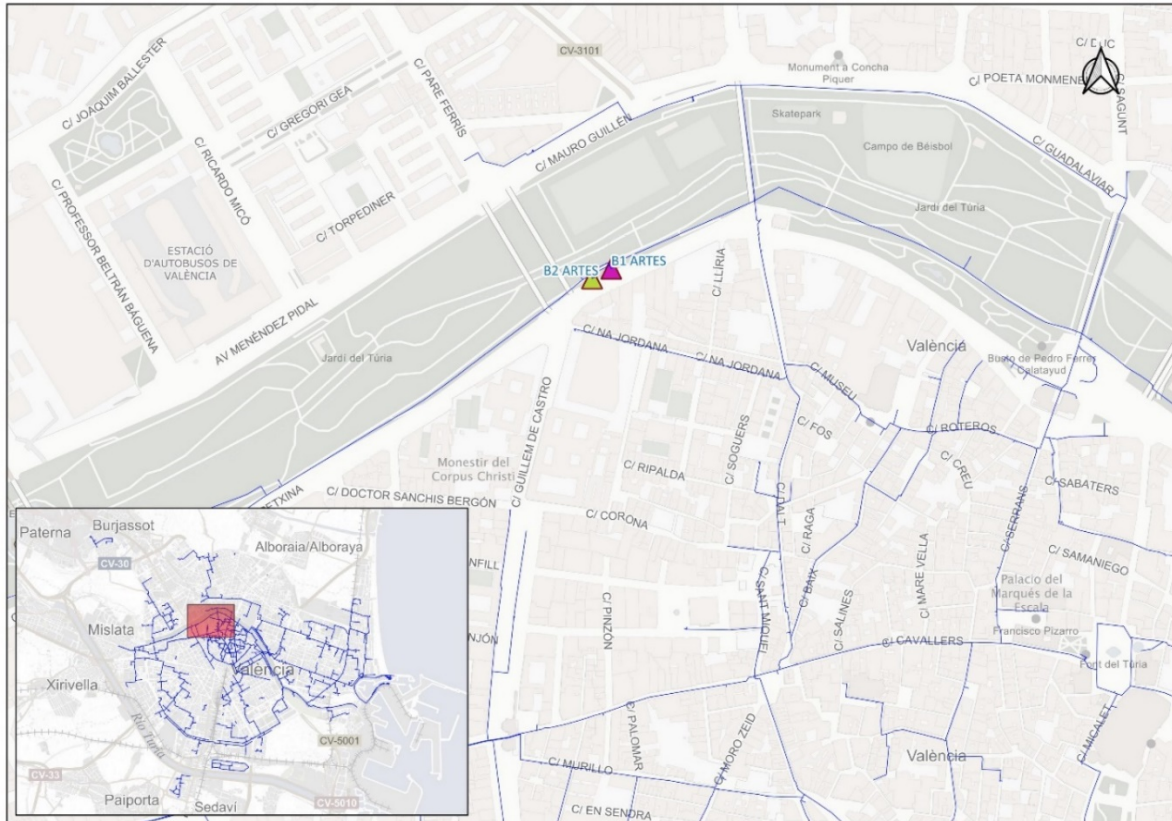 C/ JOAQUIM BALLESTER
C/ GREGORI GEA
C/ PARE FERRÍS
CV-3101
Monument a Concha
Piquer
C/ POETA MONMENE
C/ SAGUNT
C/ RICARDO MICÓ
C/ MAURO GUILLÉN
Skatepark
Campo de Béisbol
C/ GUADALAVIAR
C/ PROFESSOR BELTRÁN BÁGUENA
C/ TORPEDINER
Jardí del Túria
ESTACIÓ
D'AUTOBUSOS DE
VALÈNCIA
B1 ARTES
B2 ARTES
C/ LLÍRIA
AV MENÉNDEZ PIDAL
Jardí del Túria
C/ NA JORDANA
C/ NA JORDANA
València
Busto de Pedro Ferrer
Calatayud
C/ MUSEU
C/ GUILLEM DE CASTRO
C/ SOGUERS
C/ FOS
C/ ROTEROS
Monestir del
Corpus Christi
C/ RIPALDA
C/ CREU
C/ SABATERS
C/ DOCTOR SANCHIS BERGÓN
C/ CORONA
C/ DALT
C/ RAGA
C/ SERRANS
C/ SAMANIEGO
C/ BAIX
C/ MARE VELLA
C/ SALINES
C/ SANT MIQUEL
C/ PINZÓN
Palacio del
Marqués de la
Escala
Francisco Pizarro
C/ CAVALLERS
Font del Túria
C/ PALOMAR
C/ MORO ZEID
València
C/ MICALET
C/ MURILLO
C/ EN SENDRA
Paterna
Burjassot
Alboraia/Alboraya
CV-30
Mislata
València
Xirivella
Río Turia
CV-5001
CV-33
Paiporta
Sedaví
CV-5010